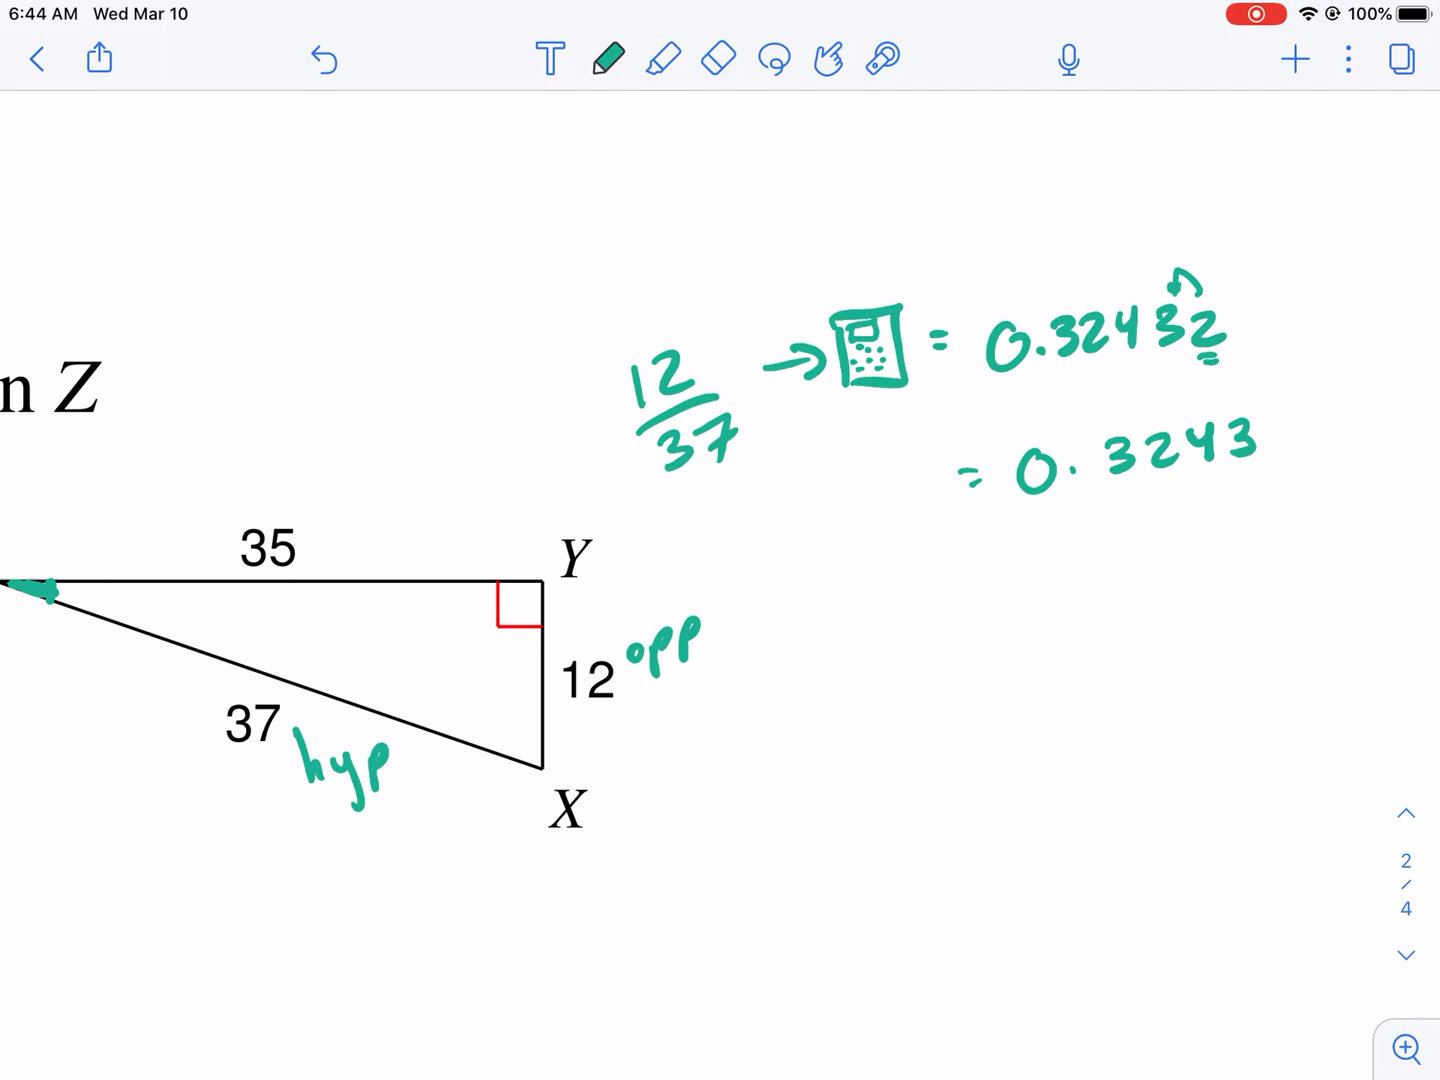 6:44 AM Wed Mar 10
100%
T
12
37
= 0.32432
= 0.3243
n Z
35
Y
12 opp
37 hyp
X
2
/
4